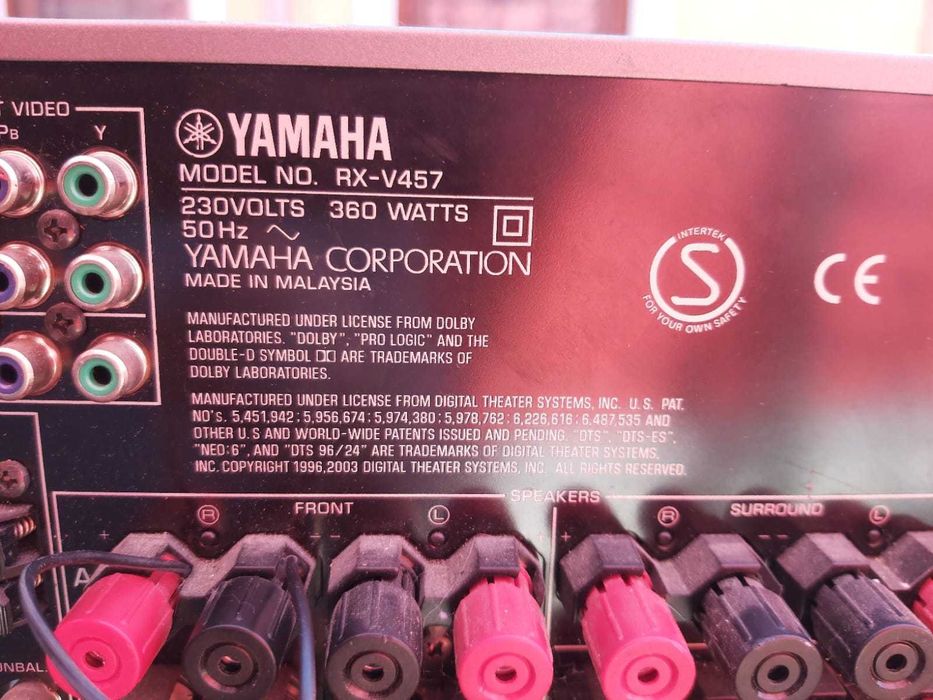 T VIDEO
PB Y
YAMAHA
MODEL NO. RX-V457
230VOLTS 360 WATTS
50Hz
YAMAHA CORPORATION
MADE IN MALAYSIA
INTERTEK
S
FOR YOUR OWN SAFETY
CE
MANUFACTURED UNDER LICENSE FROM DOLBY
LABORATORIES. "DOLBY", "PRO LOGIC" AND THE
DOUBLE-D SYMBOL ARE TRADEMARKS OF
DOLBY LABORATORIES.
MANUFACTURED UNDER LICENSE FROM DIGITAL THEATER SYSTEMS, INC. U.S. PAT.
NO's. 5,451,942; 5,956,674; 5,974,380; 5,978,762; 6,226,616; 6,487,535 AND
OTHER U.S AND WORLD-WIDE PATENTS ISSUED AND PENDING. "DTS", "DTS-ES",
"NEO:6", AND "DTS 96/24" ARE TRADEMARKS OF DIGITAL THEATER SYSTEMS,
INC. COPYRIGHT 1996,2003 DIGITAL THEATER SYSTEMS, INC. ALL RIGHTS RESERVED.
SPEAKERS
R FRONT L R SURROUND L
+ - - + + - - 
A
UNBAL.